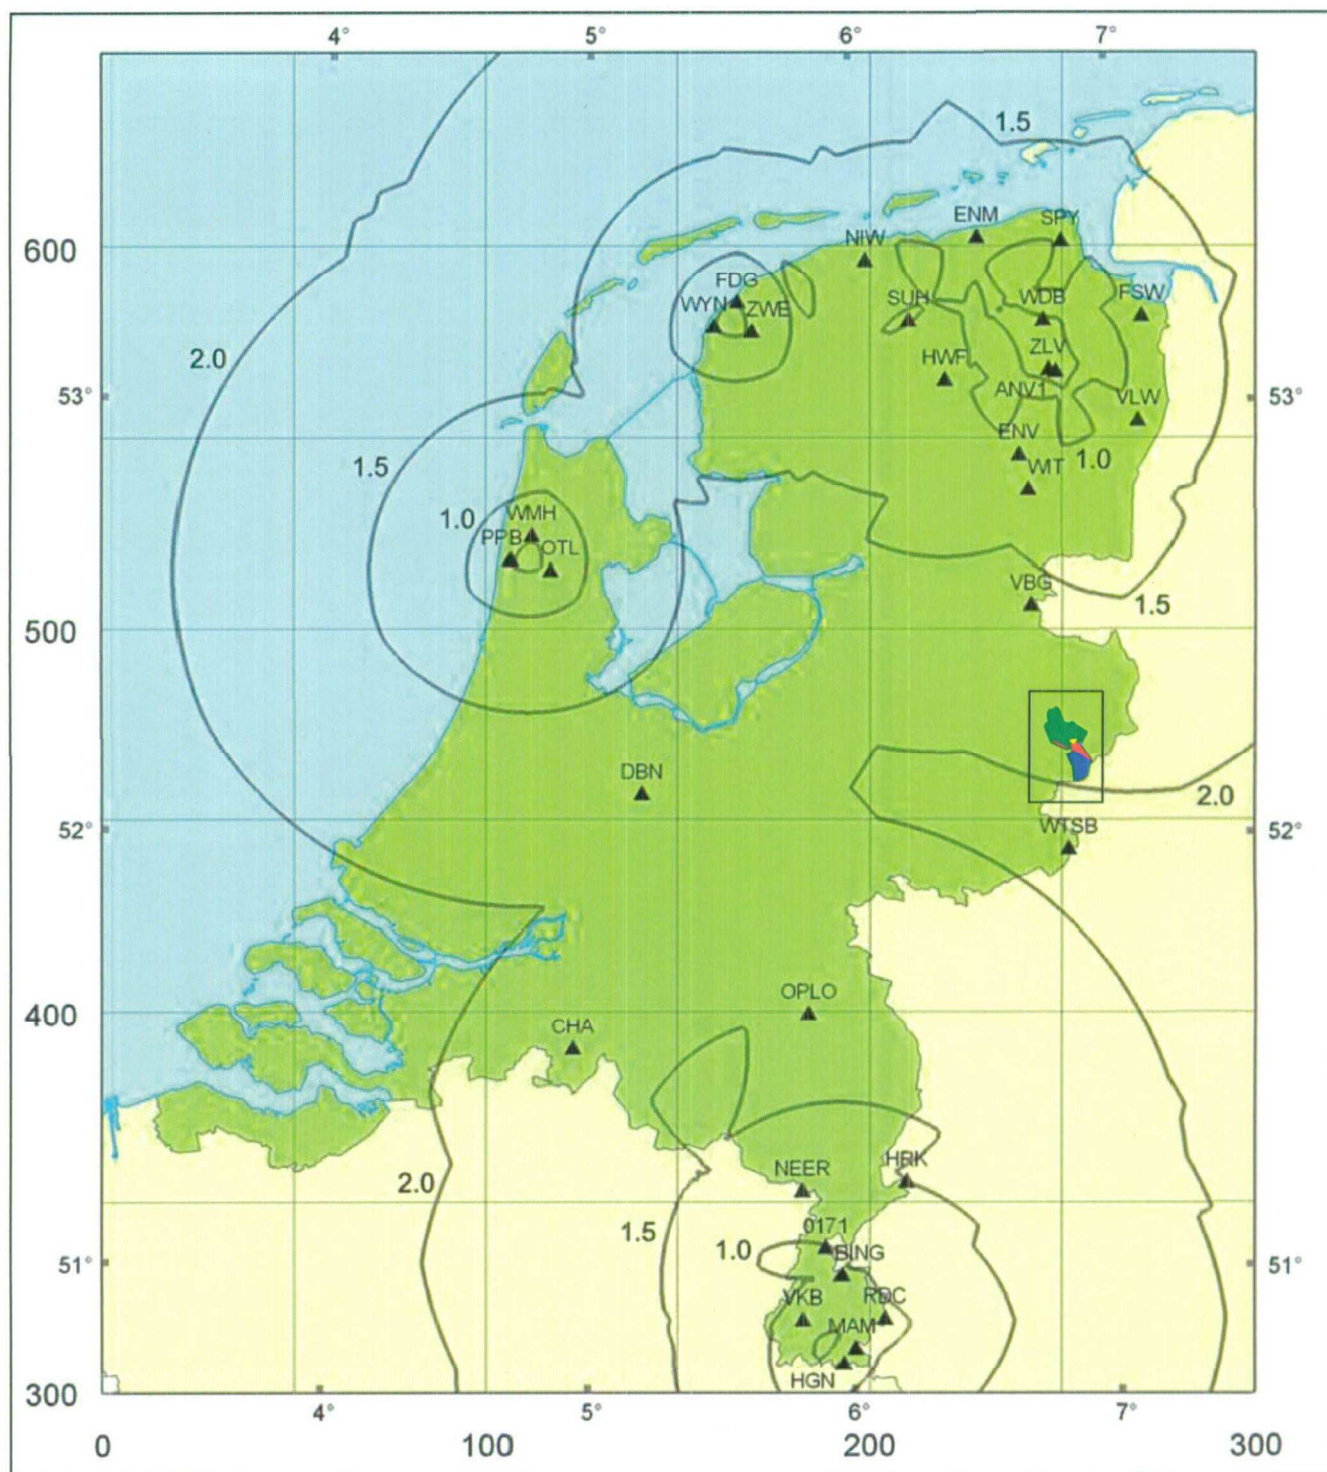 4° 5° 6° 7°
1.5
ENM SPY
600
NIW
FDG
WYN ZWE
SUH WDB FSW
2.0
HWF ZLV
53° ANV1 VLW 53°
ENV
1.5 1.0
WIT
1.0 WMH
PPB OTL
VBG
1.5
500
DBN
2.0
52° WTSB 52°
OPLO
400
CHA
NEER HRK
2.0
0171
1.5 1.0
BING
51° 51°
VKB RDC
MAM
HGN
300
4° 5° 6° 7°
0 100 200 300